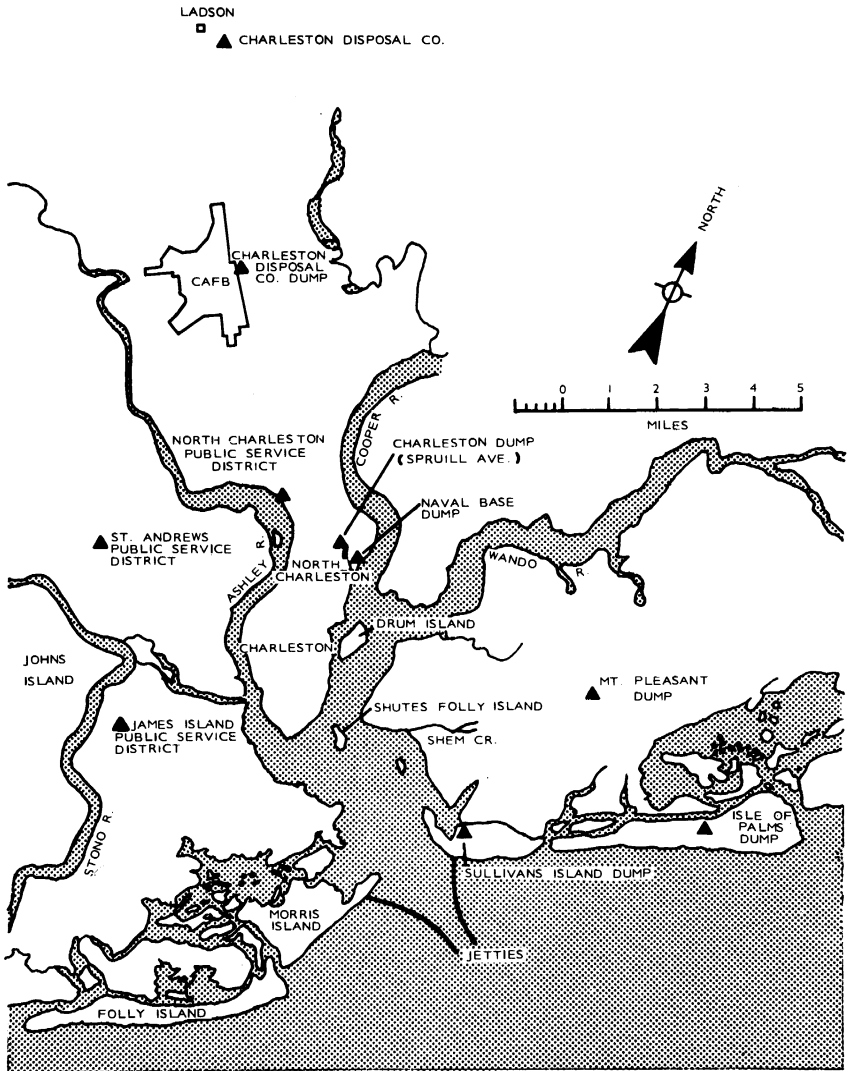 LADSON
CHARLESTON DISPOSAL CO.
NORTH
CHARLESTON
DISPOSAL
CO. DUMP
CAFB
0 1 2 3 4 5
MILES
COOPER R.
NORTH CHARLESTON
PUBLIC SERVICE
DISTRICT
CHARLESTON DUMP
(SPRUILL AVE.)
NAVAL BASE
DUMP
ST. ANDREWS
PUBLIC SERVICE
DISTRICT
ASHLEY R.
NORTH
CHARLESTON
WANDO R.
DRUM ISLAND
CHARLESTON
JOHNS
ISLAND
MT. PLEASANT
DUMP
SHUTES FOLLY ISLAND
JAMES ISLAND
PUBLIC SERVICE
DISTRICT
SHEM CR.
STONO R.
ISLE OF
PALMS
DUMP
SULLIVANS ISLAND DUMP
MORRIS
ISLAND
JETTIES
FOLLY ISLAND